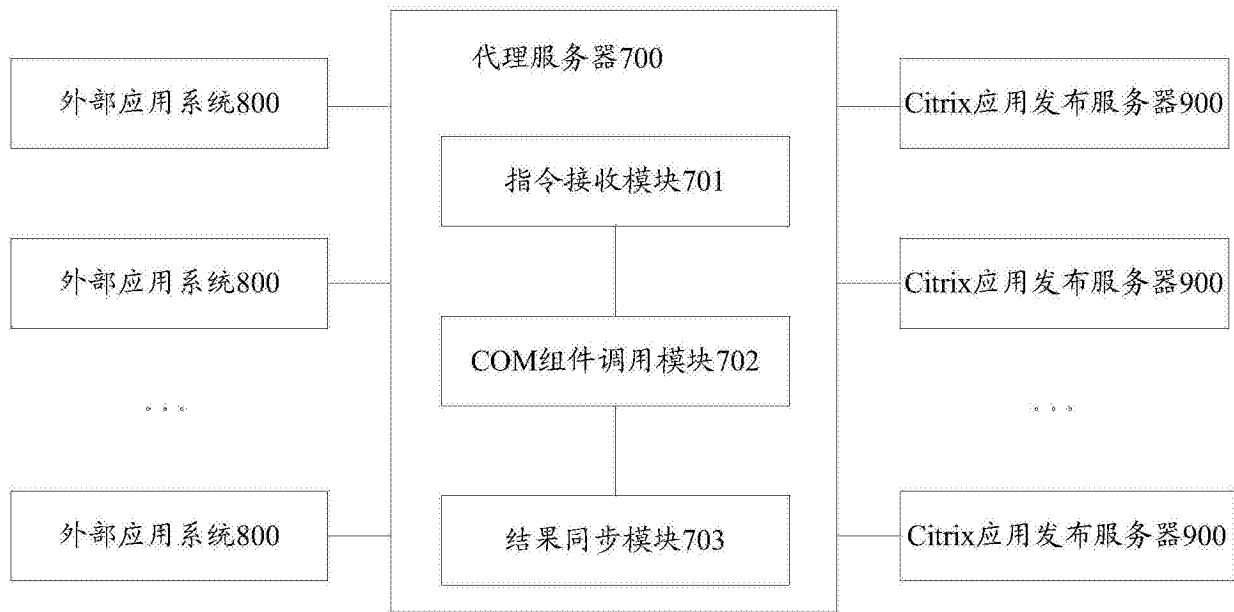 代理服务器700
外部应用系统800
Citrix应用发布服务器900
指令接收模块701
外部应用系统800
Citrix应用发布服务器900
COM组件调用模块702
。。。
。。。
外部应用系统800
结果同步模块703
Citrix应用发布服务器900